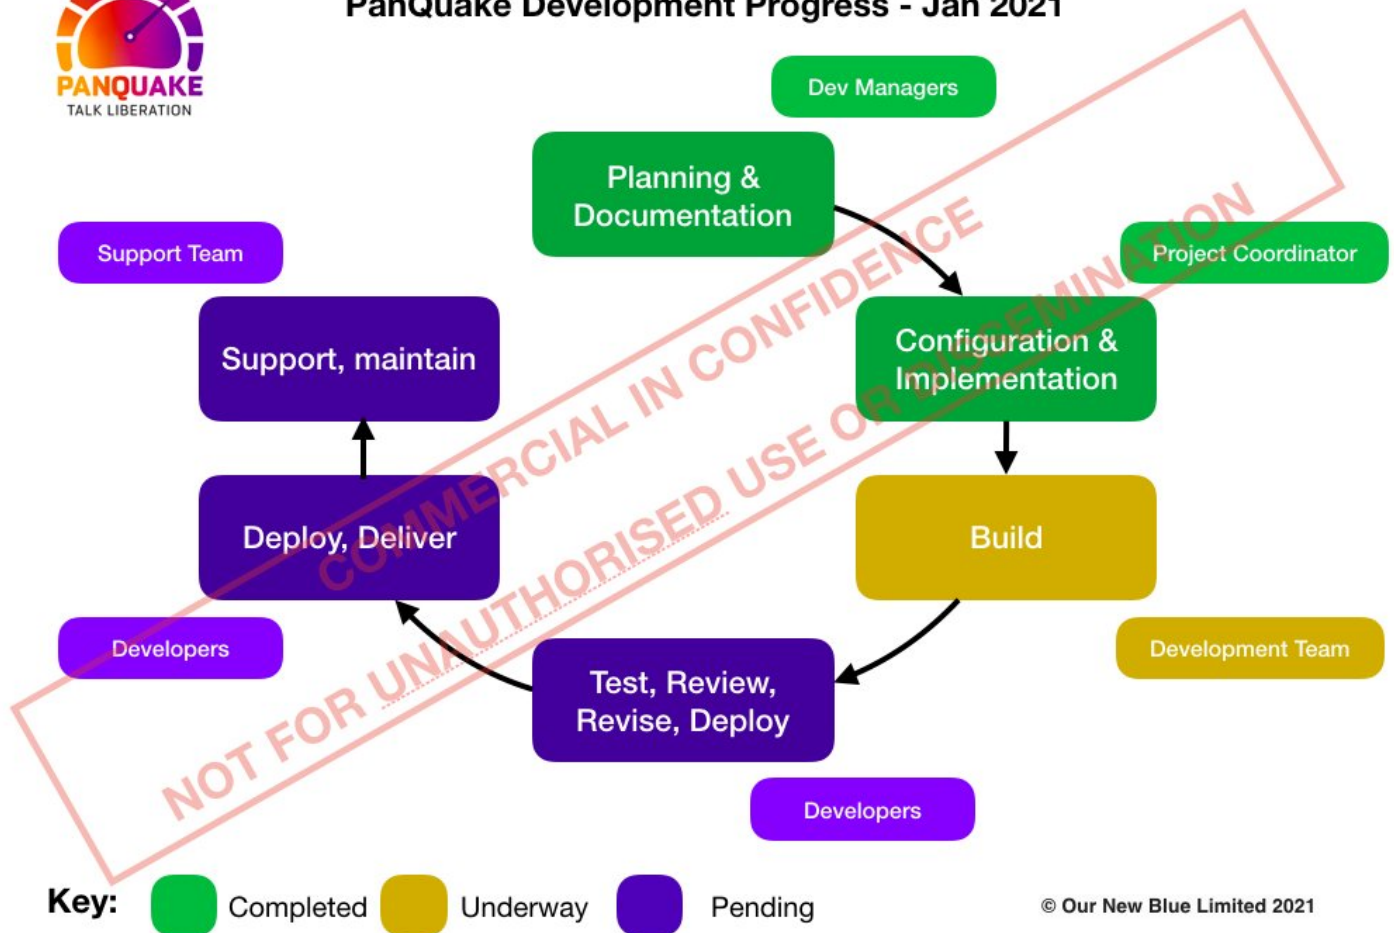 PanQuake Development Progress - Jan 2021
PANQUAKE
TALK LIBERATION
Dev Managers
Planning &
Documentation
Support Team
Project Coordinator
Support, maintain
Configuration &
Implementation
Deploy, Deliver
Build
Developers
Development Team
Test, Review,
Revise, Deploy
Developers
COMMERCIAL IN CONFIDENCE
NOT FOR UNAUTHORISED USE OR DISSEMINATION
Key:
Completed
Underway
Pending
© Our New Blue Limited 2021